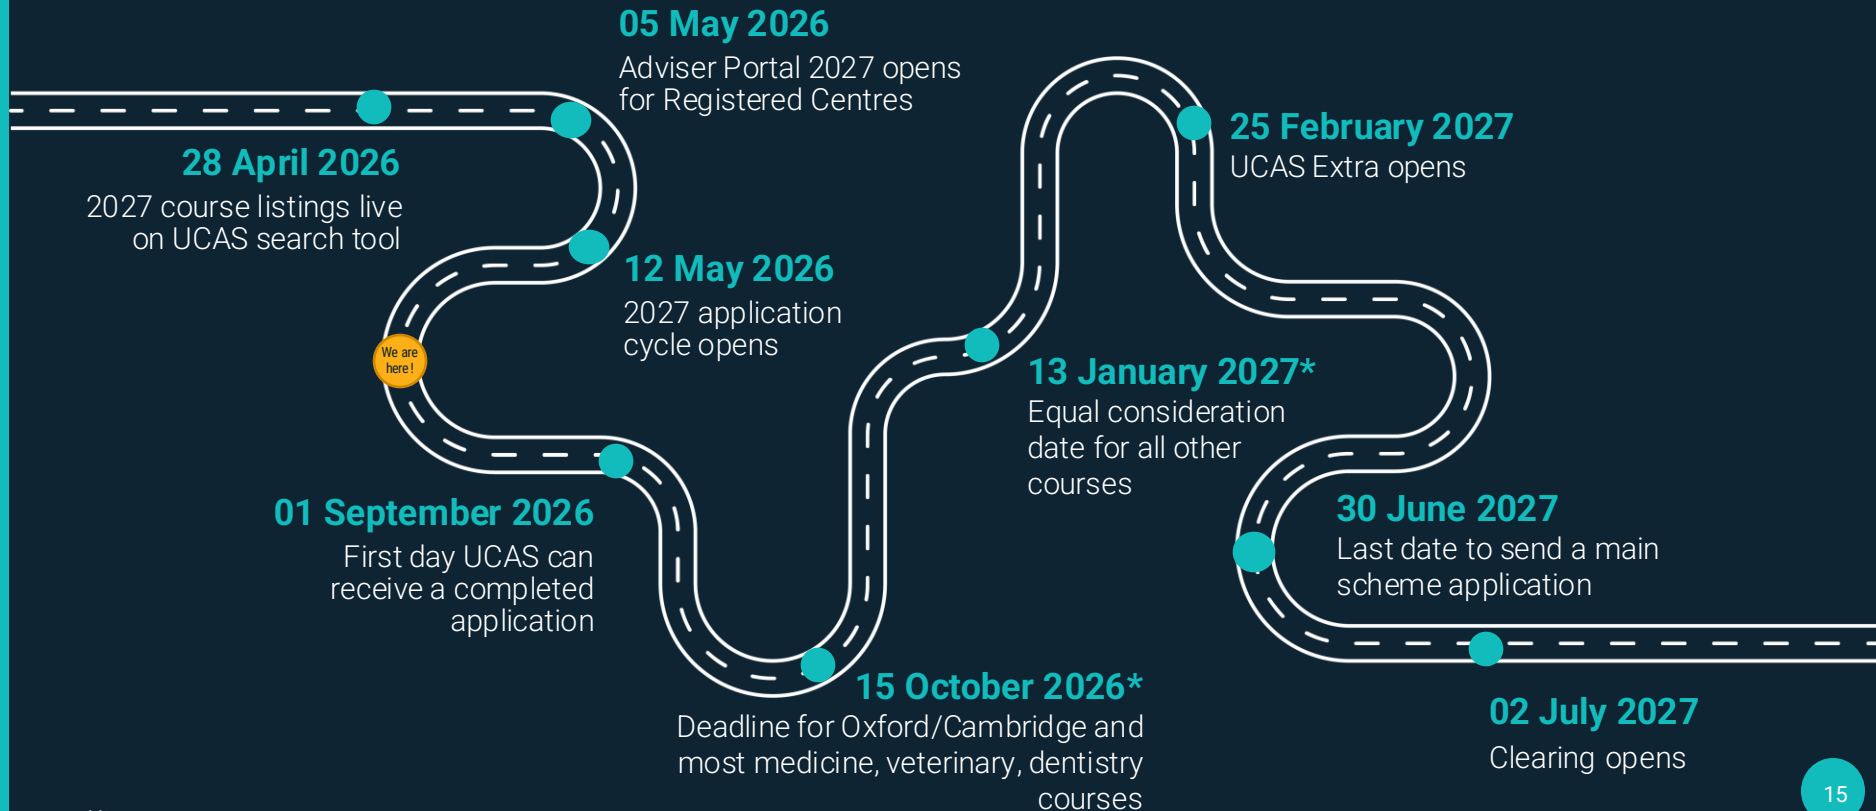 28 April 2026
2027 course listings live
on UCAS search tool
05 May 2026
Adviser Portal 2027 opens
for Registered Centres
12 May 2026
2027 application
cycle opens
We are
here!
01 September 2026
First day UCAS can
receive a completed
application
15 October 2026*
Deadline for Oxford/Cambridge and
most medicine, veterinary, dentistry
courses
13 January 2027*
Equal consideration
date for all other
courses
25 February 2027
UCAS Extra opens
30 June 2027
Last date to send a main
scheme application
02 July 2027
Clearing opens
15